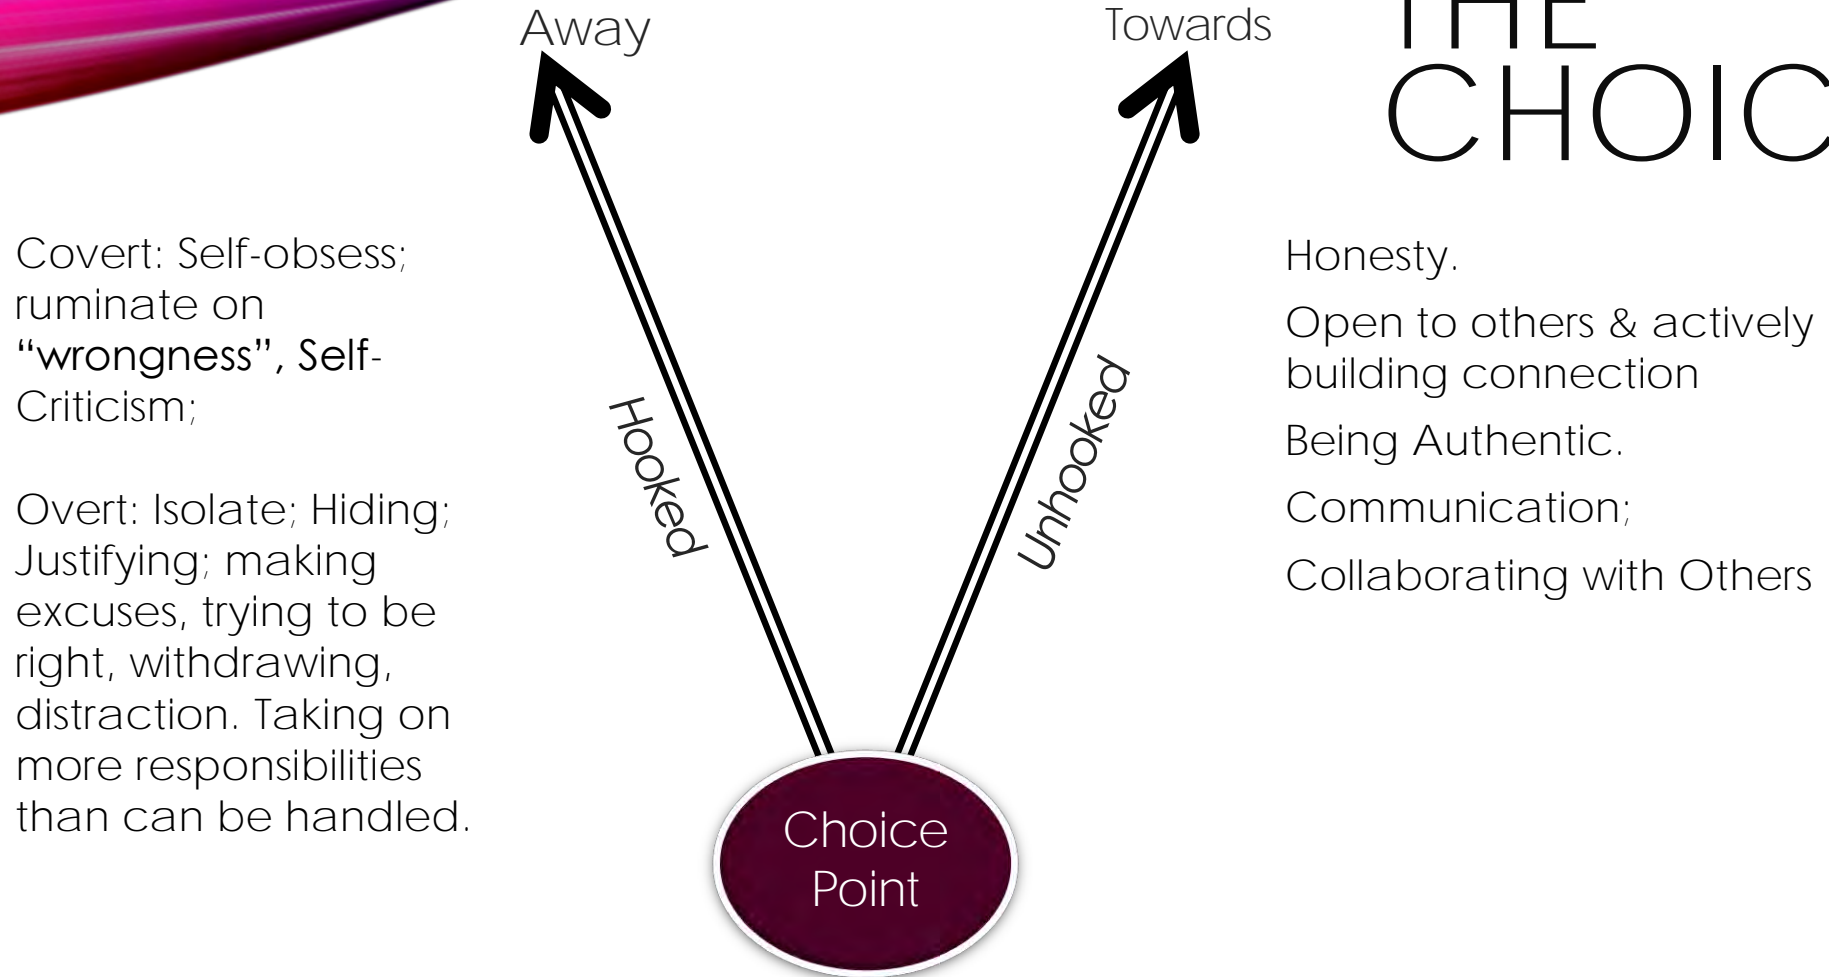 Away
Towards
THE
CHOIC
Covert: Self-obsess;
ruminate on
“wrongness”, Self-
Criticism;
Overt: Isolate; Hiding;
Justifying; making
excuses, trying to be
right, withdrawing,
distraction. Taking on
more responsibilities
than can be handled.
Hooked
Unhooked
Honesty.
Open to others & actively
building connection
Being Authentic.
Communication;
Collaborating with Others
Choice
Point